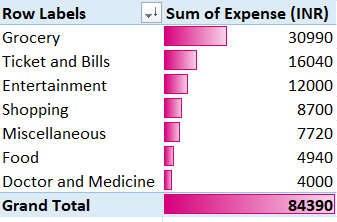 Row Labels Sum of Expense (INR)
Grocery 30990
Ticket and Bills 16040
Entertainment 12000
Shopping 8700
Miscellaneous 7720
Food 4940
Doctor and Medicine 4000
Grand Total 84390